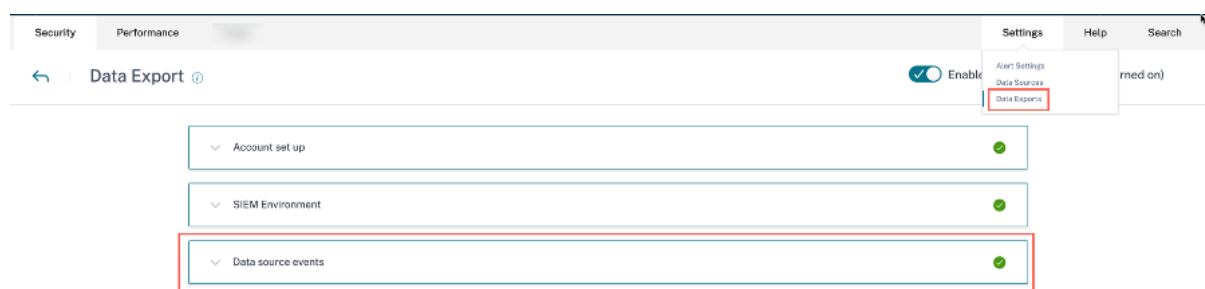 Security Performance Settings Help Search
Data Export Enable rned on)
Alert Settings
Data Sources
Data Exports
Account set up
SIEM Environment
Data source events